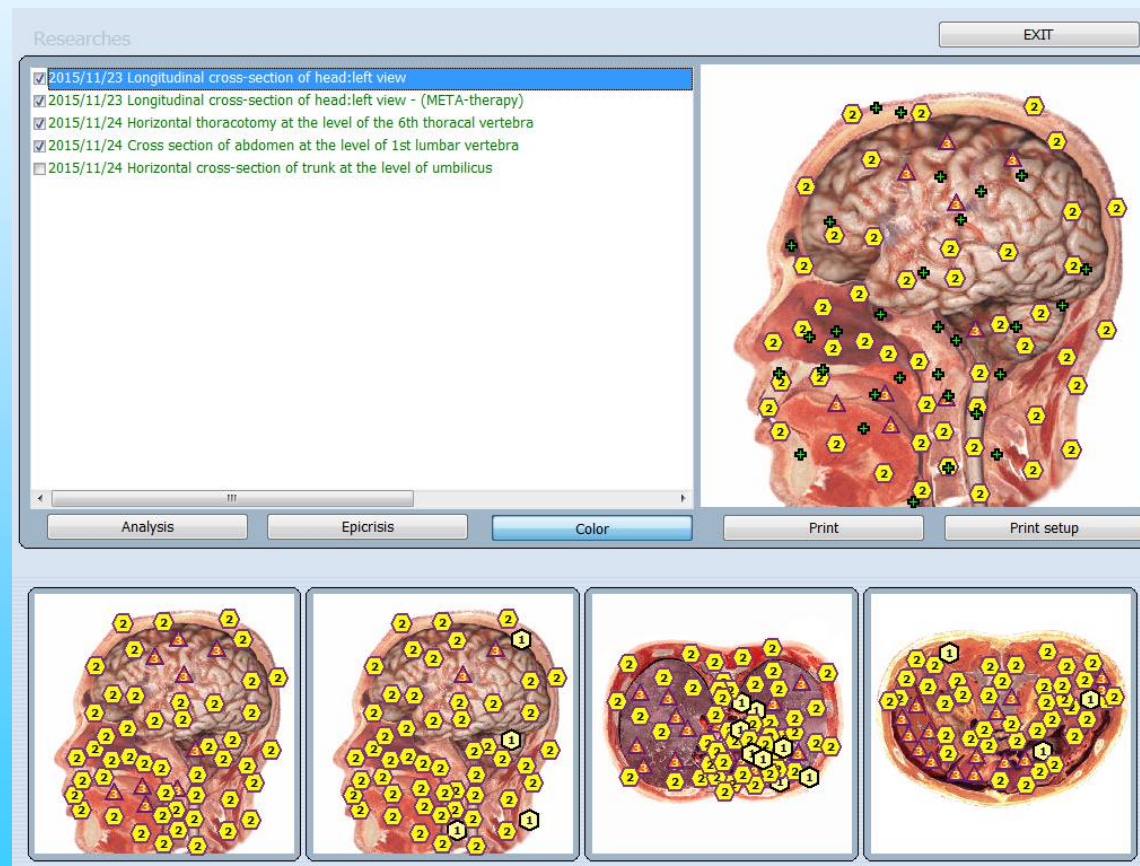 Researches
EXIT
2015/11/23 Longitudinal cross-section of head:left view
2015/11/23 Longitudinal cross-section of head:left view - (META-therapy)
2015/11/24 Horizontal thoracotomy at the level of the 6th thoracal vertebra
2015/11/24 Cross section of abdomen at the level of 1st lumbar vertebra
2015/11/24 Horizontal cross-section of trunk at the level of umbilicus
Analysis
Epicrisis
Color
Print
Print setup